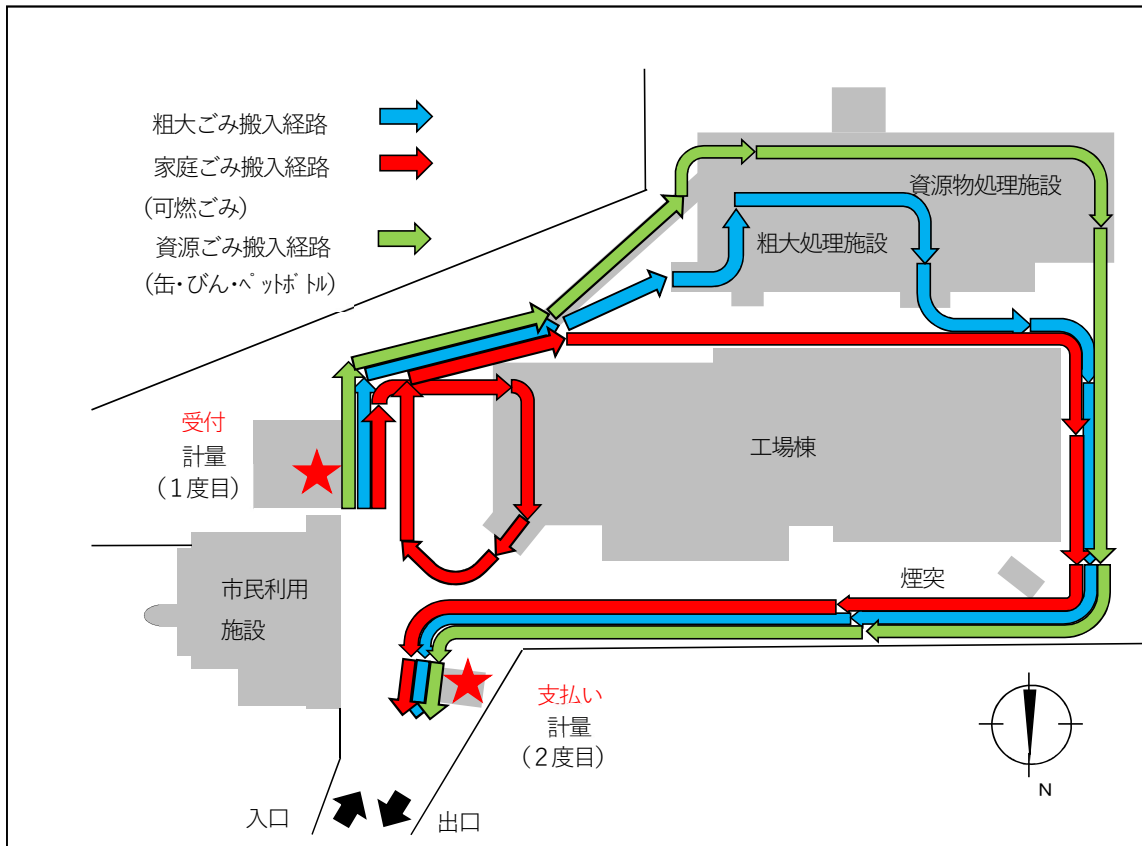 粗大ごみ搬入経路
家庭ごみ搬入経路
(可燃ごみ)
資源ごみ搬入経路
(缶・びん・ﾍﾟｯﾄﾎﾞﾄﾙ)
資源物処理施設
粗大処理施設
受付
計量
(１度目)
工場棟
市民利用
施設
煙突
支払い
計量
(２度目)
入口
出口
N